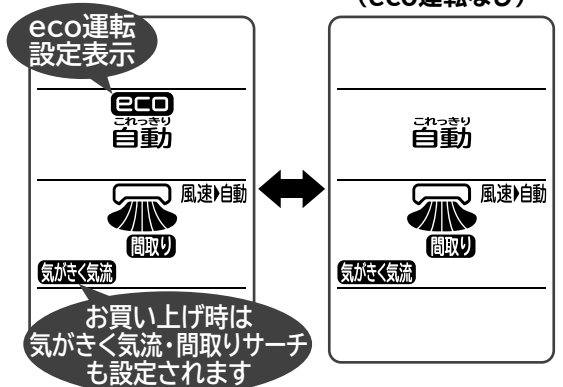 (eco運転なし)
eco運転
設定表示
eco
これっきり
自動
風速▶自動
間取り
気がきく気流
お買い上げ時は
気がきく気流・間取りサーチ
も設定されます
これっきり
自動
風速▶自動
間取り
気がきく気流